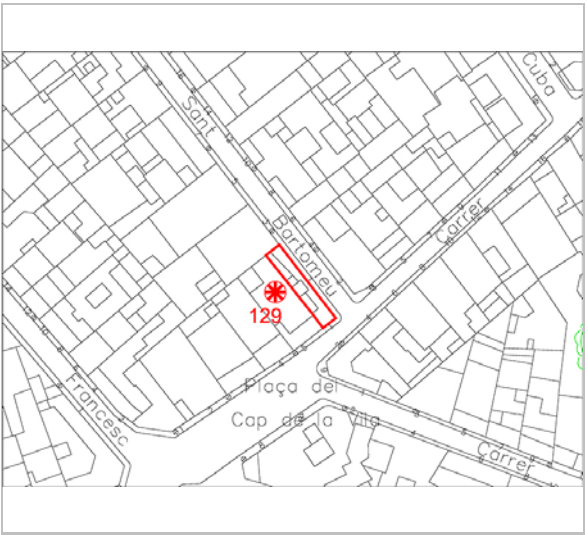 Cuba
Sant
Carrer
Bartomeu
129
Plaça del
Francesc
Cap de la Vila
Carrer